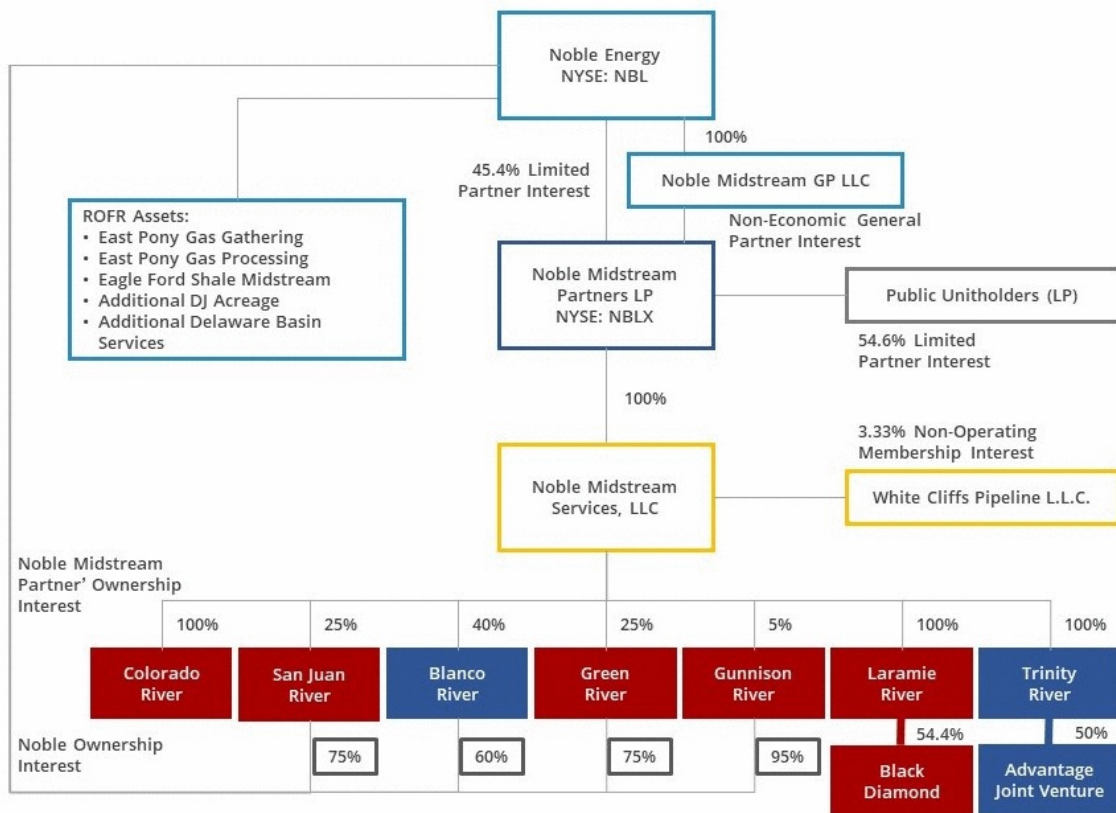 Noble Energy
NYSE: NBL
100%
45.4% Limited
Partner Interest
Noble Midstream GP LLC
Non-Economic General
Partner Interest
ROFR Assets:
• East Pony Gas Gathering
• East Pony Gas Processing
• Eagle Ford Shale Midstream
• Additional DJ Acreage
• Additional Delaware Basin
Services
Noble Midstream
Partners LP
NYSE: NBLX
Public Unitholders (LP)
54.6% Limited
Partner Interest
100%
3.33% Non-Operating
Membership Interest
Noble Midstream
Services, LLC
White Cliffs Pipeline L.L.C.
Noble Midstream
Partner’ Ownership
Interest
100% 25% 40% 25% 5% 100% 100%
Colorado
River
San Juan
River
Blanco
River
Green
River
Gunnison
River
Laramie
River
Trinity
River
Noble Ownership
Interest
75% 60% 75% 95% 54.4% 50%
Black
Diamond
Advantage
Joint Venture